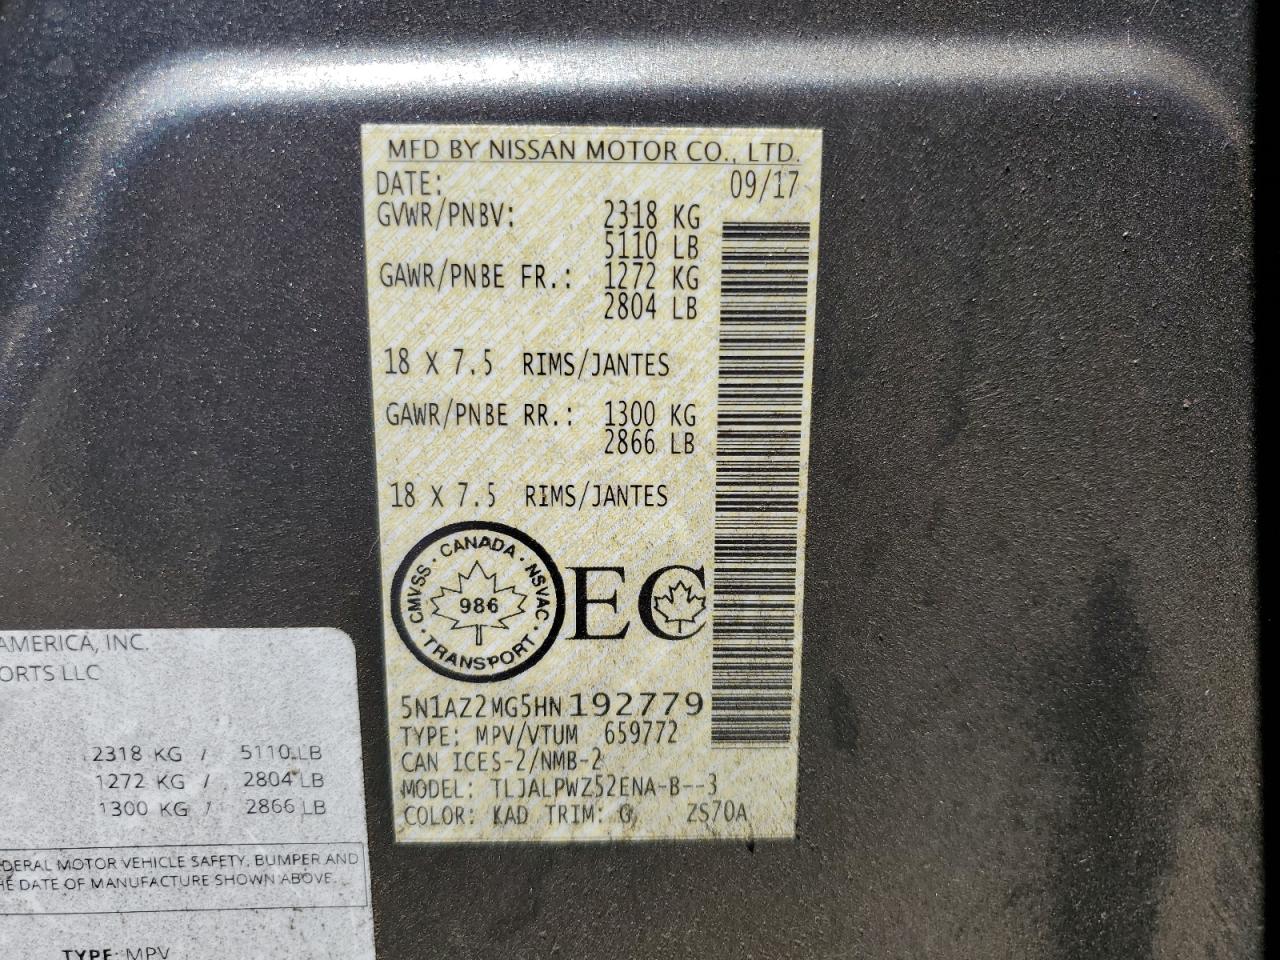 MFD BY NISSAN MOTOR CO., LTD.
DATE: 09/17
GVWR/PNBV: 2318 KG
5110 LB
GAWR/PNBE FR.: 1272 KG
2804 LB
18 X 7.5 RIMS/JANTES
GAWR/PNBE RR.: 1300 KG
2866 LB
18 X 7.5 RIMS/JANTES
CMVSS · CANADA · NSVAC · TRANSPORT ·
986
EC
5N1AZ2MG5HN192779
TYPE: MPV/VTUM 659772
CAN ICES-2/NMB-2
MODEL: TLJALPWZ52ENA-B--3
COLOR: KAD TRIM: G ZS70A
AMERICA, INC.
ORTS LLC
2318 KG / 5110 LB
1272 KG / 2804 LB
1300 KG / 2866 LB
DERAL MOTOR VEHICLE SAFETY, BUMPER AND
HE DATE OF MANUFACTURE SHOWN ABOVE.
TYPE: MPV